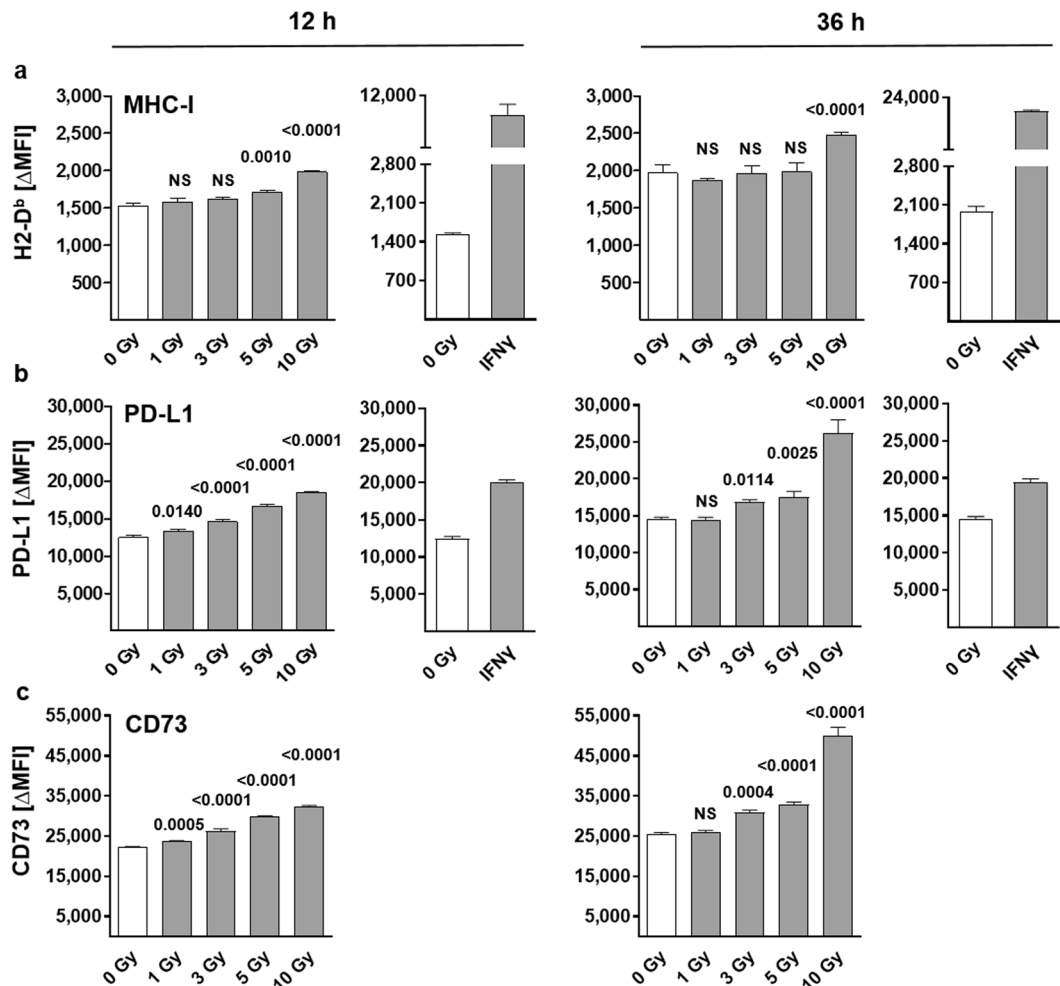 12 h
36 h
a
MHC-I
H2-Dᵇ [ΔMFI]
3,000
2,500
2,000
1,500
1,000
500
NS
NS
0.0010
<0.0001
0 Gy
1 Gy
3 Gy
5 Gy
10 Gy
12,000
2,800
2,100
1,400
700
0 Gy
IFNγ
3,000
2,500
2,000
1,500
1,000
500
NS
NS
NS
<0.0001
0 Gy
1 Gy
3 Gy
5 Gy
10 Gy
24,000
2,800
2,100
1,400
700
0 Gy
IFNγ
b
PD-L1
PD-L1 [ΔMFI]
30,000
25,000
20,000
15,000
10,000
5,000
0.0140
<0.0001
<0.0001
<0.0001
0 Gy
1 Gy
3 Gy
5 Gy
10 Gy
30,000
25,000
20,000
15,000
10,000
5,000
0 Gy
IFNγ
30,000
25,000
20,000
15,000
10,000
5,000
NS
0.0114
0.0025
<0.0001
0 Gy
1 Gy
3 Gy
5 Gy
10 Gy
30,000
25,000
20,000
15,000
10,000
5,000
0 Gy
IFNγ
c
CD73
CD73 [ΔMFI]
55,000
45,000
35,000
25,000
15,000
5,000
0.0005
<0.0001
<0.0001
<0.0001
0 Gy
1 Gy
3 Gy
5 Gy
10 Gy
55,000
45,000
35,000
25,000
15,000
5,000
NS
0.0004
<0.0001
<0.0001
0 Gy
1 Gy
3 Gy
5 Gy
10 Gy